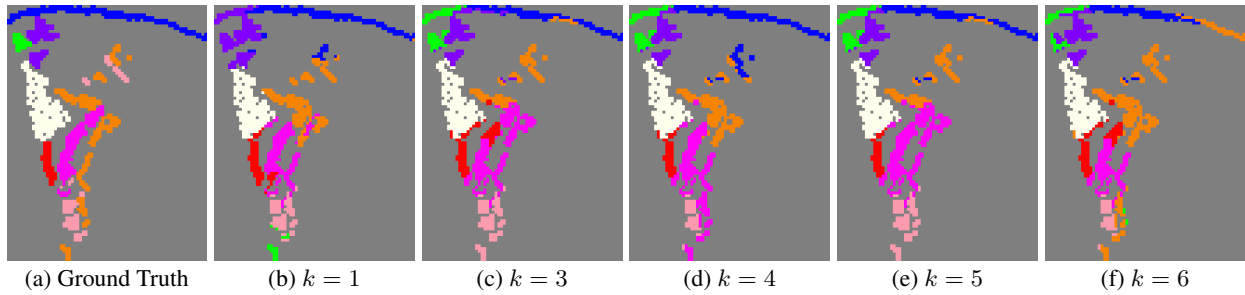 (a) Ground Truth (b) k = 1 (c) k = 3 (d) k = 4 (e) k = 5 (f) k = 6